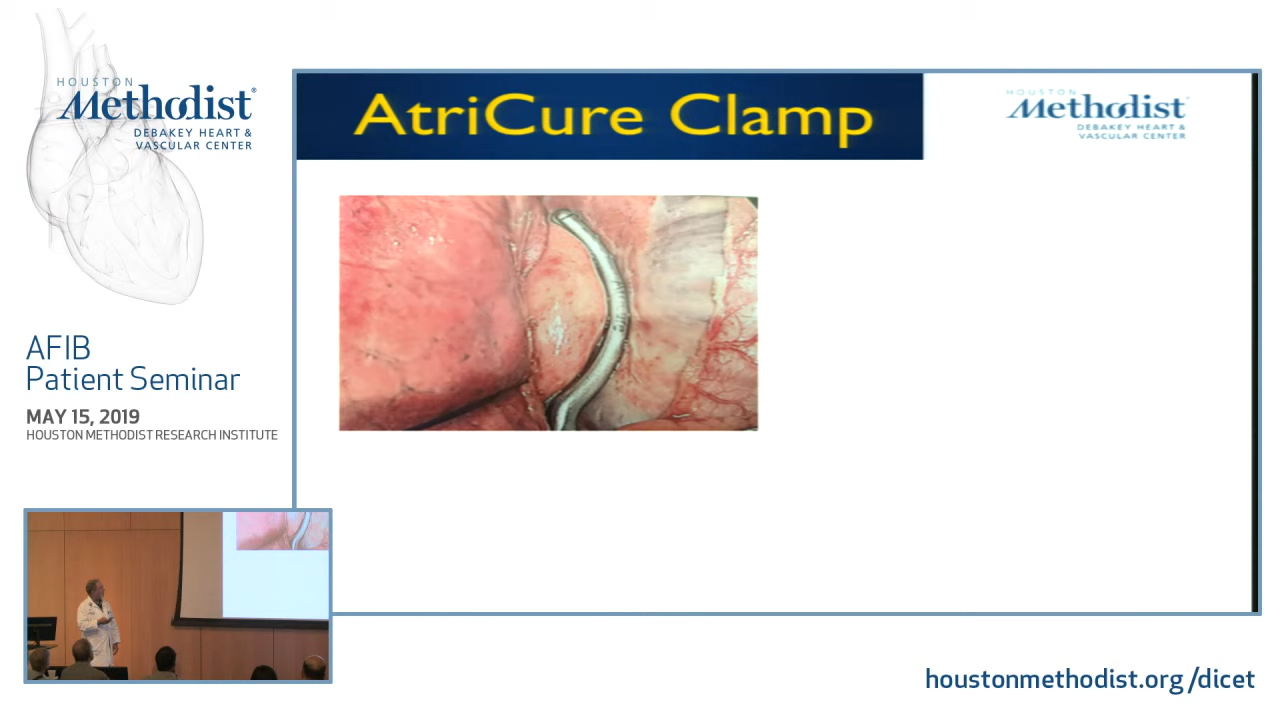 HOUSTON
Methodist®
DEBAKEY HEART &
VASCULAR CENTER
AFIB
Patient Seminar
MAY 15, 2019
HOUSTON METHODIST RESEARCH INSTITUTE
AtriCure Clamp
HOUSTON
Methodist
DEBAKEY HEART &
VASCULAR CENTER
houstonmethodist.org/dicet